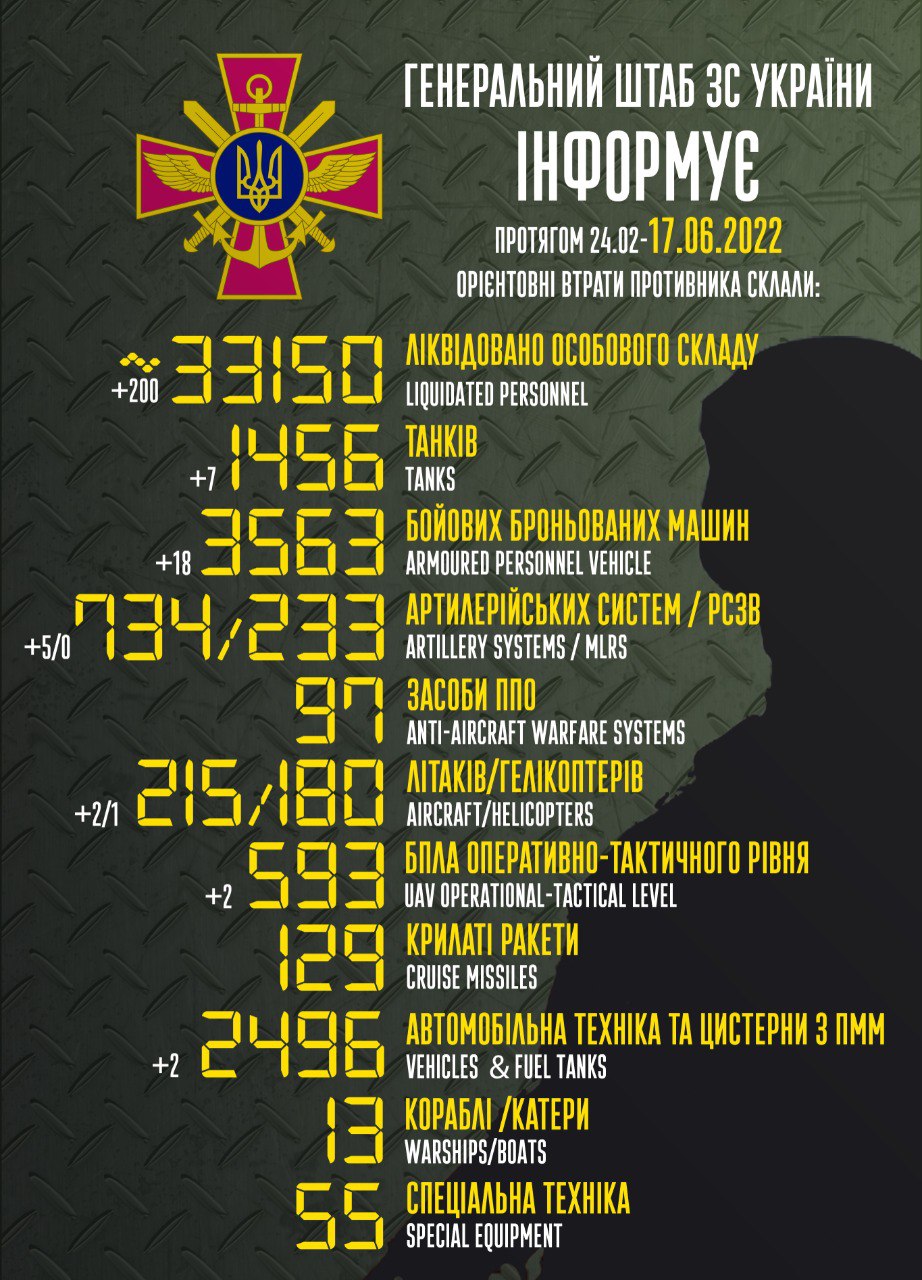 ГЕНЕРАЛЬНИЙ ШТАБ ЗС УКРАЇНИ
ІНФОРМУЄ
ПРОТЯГОМ 24.02-17.06.2022
ОРІЄНТОВНІ ВТРАТИ ПРОТИВНИКА СКЛАЛИ:
+200 ~33150 ЛІКВІДОВАНО ОСОБОВОГО СКЛАДУ
LIQUIDATED PERSONNEL
+7 1456 ТАНКІВ
TANKS
+18 3563 БОЙОВИХ БРОНЬОВАНИХ МАШИН
ARMOURED PERSONNEL VEHICLE
+5/0 734/233 АРТИЛЕРІЙСЬКИХ СИСТЕМ / РСЗВ
ARTILLERY SYSTEMS / MLRS
97 ЗАСОБИ ППО
ANTI-AIRCRAFT WARFARE SYSTEMS
+2/1 215/180 ЛІТАКІВ/ГЕЛІКОПТЕРІВ
AIRCRAFT/HELICOPTERS
+2 593 БПЛА ОПЕРАТИВНО-ТАКТИЧНОГО РІВНЯ
UAV OPERATIONAL-TACTICAL LEVEL
129 КРИЛАТІ РАКЕТИ
CRUISE MISSILES
+2 2496 АВТОМОБІЛЬНА ТЕХНІКА ТА ЦИСТЕРНИ З ПММ
VEHICLES & FUEL TANKS
13 КОРАБЛІ /КАТЕРИ
WARSHIPS/BOATS
55 СПЕЦІАЛЬНА ТЕХНІКА
SPECIAL EQUIPMENT